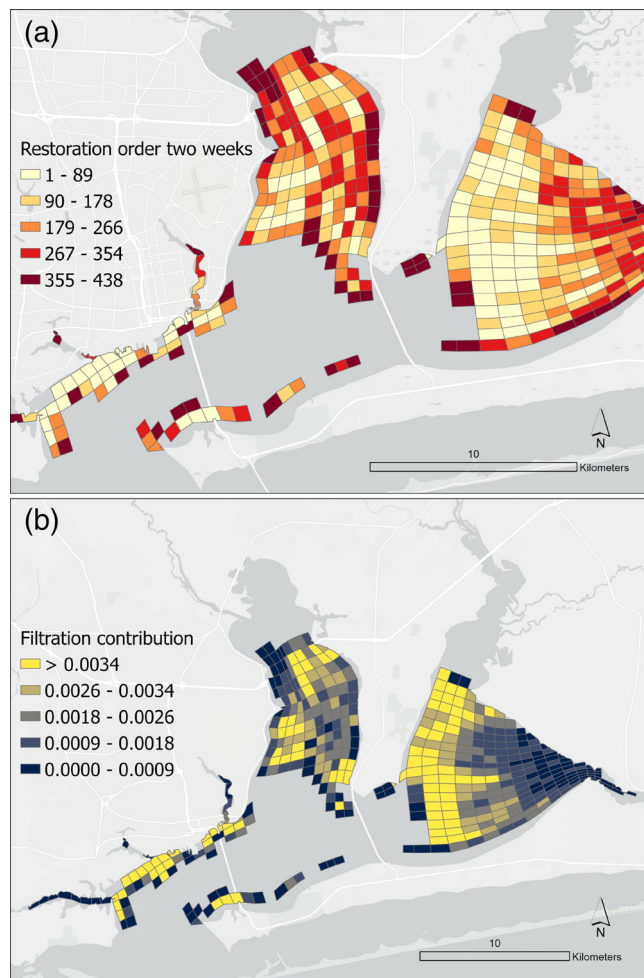 (a)
Restoration order two weeks
1 - 89
90 - 178
179 - 266
267 - 354
355 - 438
N
10
Kilometers
(b)
Filtration contribution
> 0.0034
0.0026 - 0.0034
0.0018 - 0.0026
0.0009 - 0.0018
0.0000 - 0.0009
N
10
Kilometers